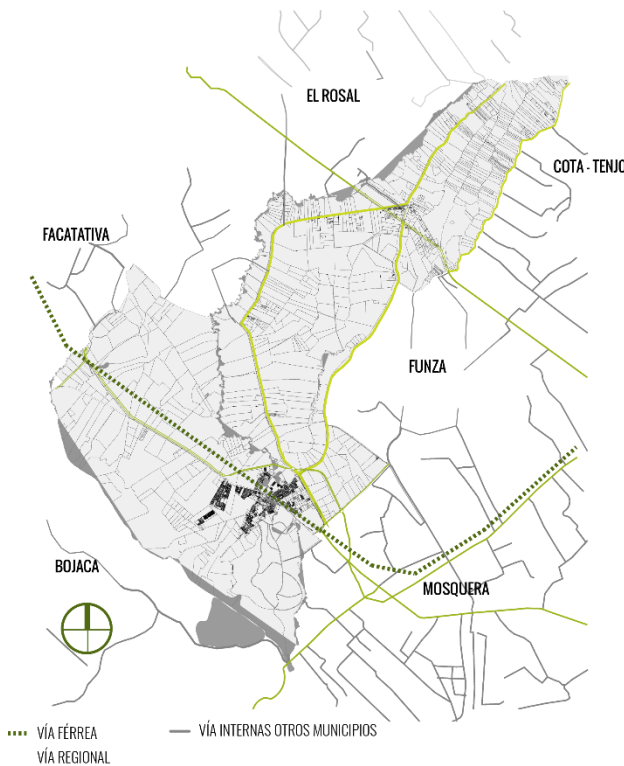 EL ROSAL
COTA - TENJO
FACATATIVA
FUNZA
BOJACA
MOSQUERA
VÍA FÉRREA
VÍA INTERNAS OTROS MUNICIPIOS
VÍA REGIONAL